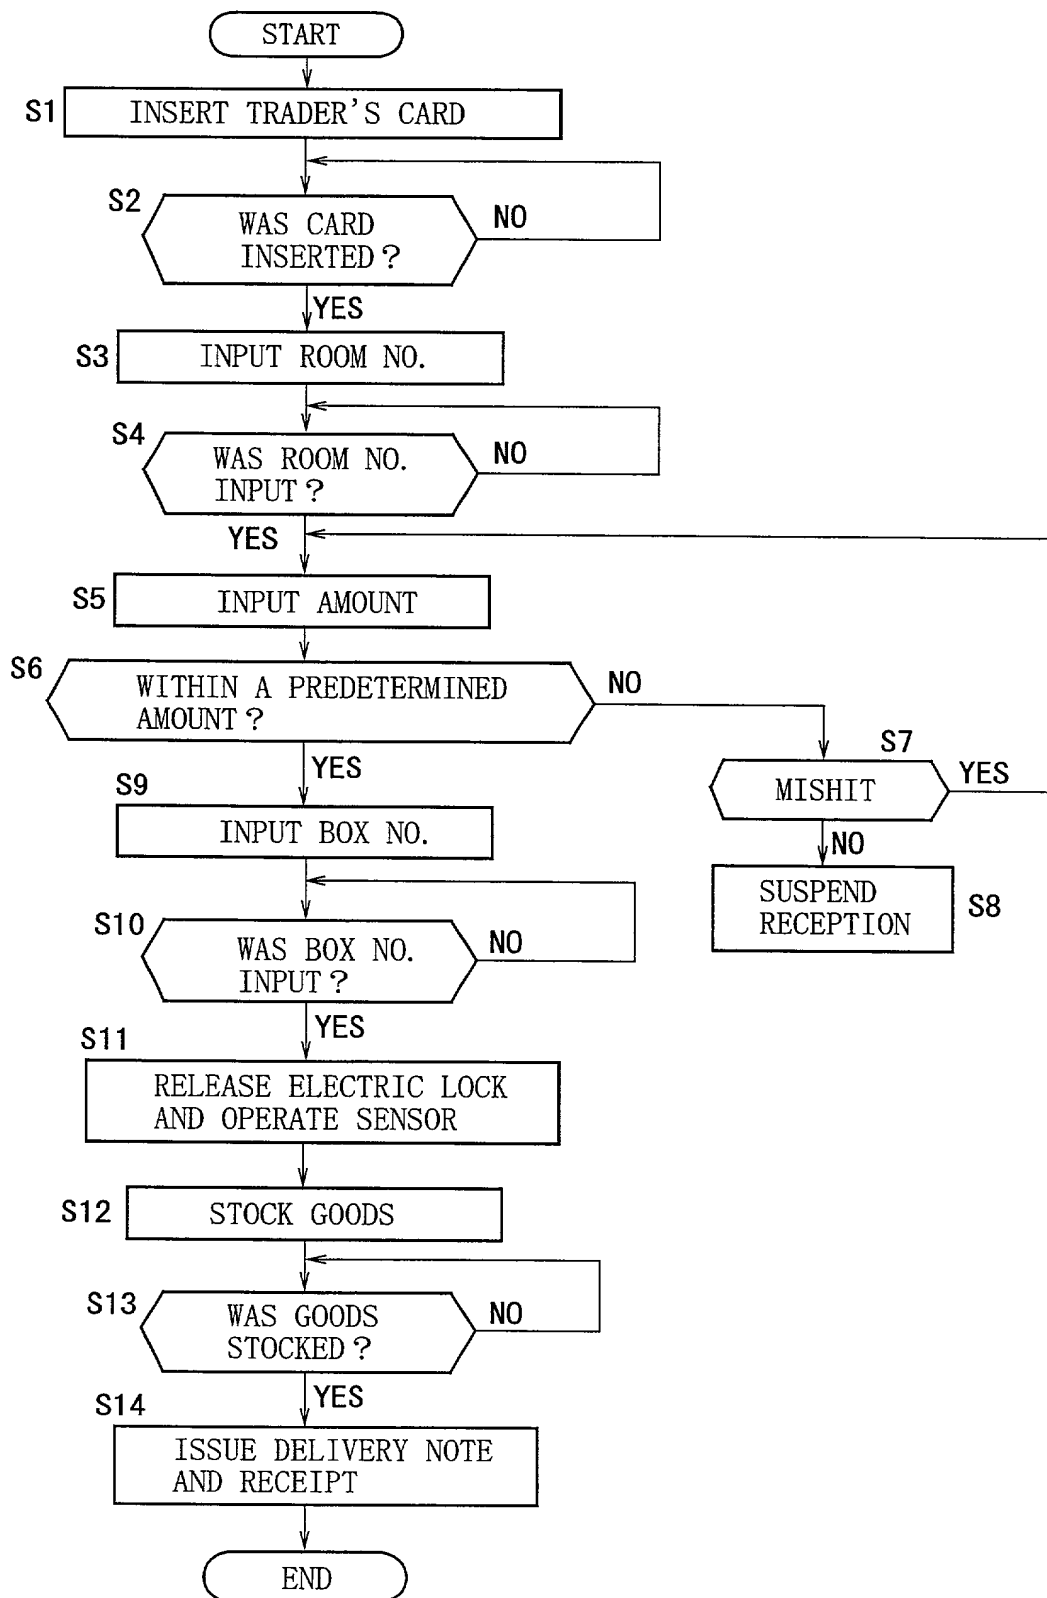 START
S1
INSERT TRADER'S CARD
S2
WAS CARD
INSERTED?
NO
YES
S3
INPUT ROOM NO.
S4
WAS ROOM NO.
INPUT?
NO
YES
S5
INPUT AMOUNT
S6
WITHIN A PREDETERMINED
AMOUNT?
NO
YES
S7
MISHIT
YES
NO
SUSPEND
RECEPTION
S8
S9
INPUT BOX NO.
S10
WAS BOX NO.
INPUT?
NO
YES
S11
RELEASE ELECTRIC LOCK
AND OPERATE SENSOR
S12
STOCK GOODS
S13
WAS GOODS
STOCKED?
NO
YES
S14
ISSUE DELIVERY NOTE
AND RECEIPT
END